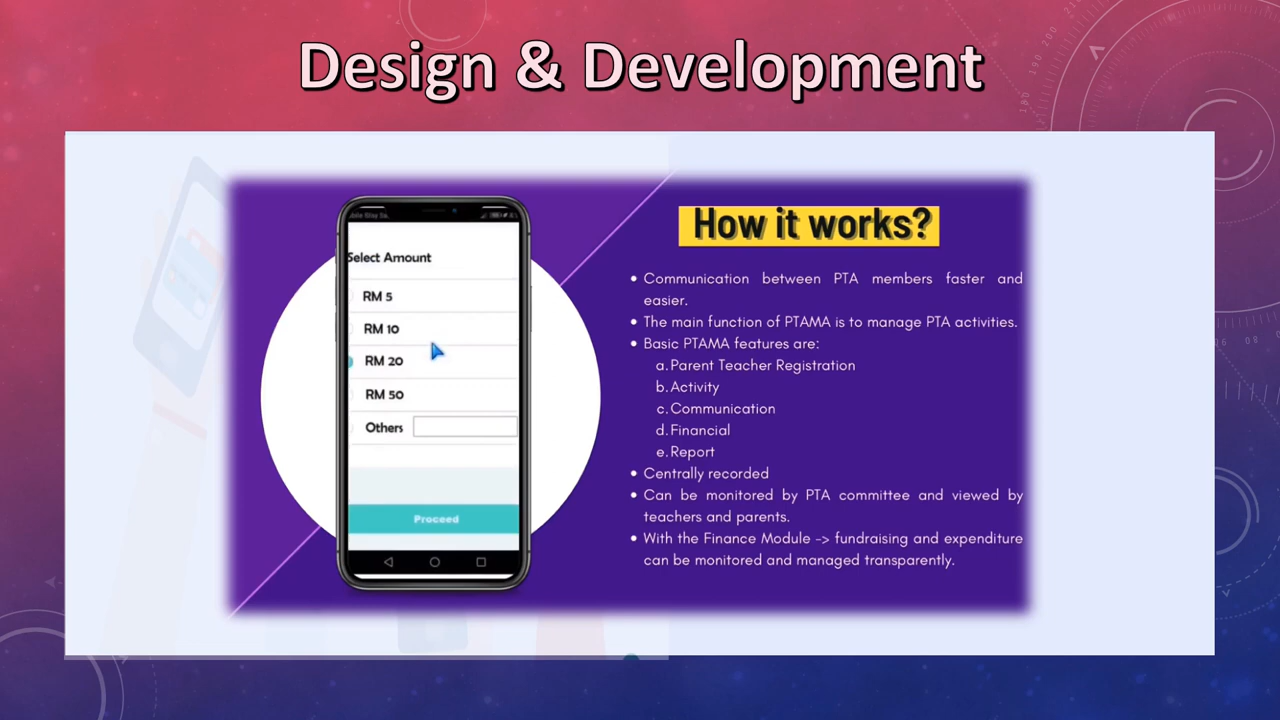 Design & Development
Select Amount
RM 5
RM 10
RM 20
RM 50
Others
Proceed
How it works?
• Communication between PTA members faster and
easier.
• The main function of PTAMA is to manage PTA activities.
• Basic PTAMA features are:
a. Parent Teacher Registration
b. Activity
c. Communication
d. Financial
e. Report
• Centrally recorded
• Can be monitored by PTA committee and viewed by
teachers and parents.
• With the Finance Module -> fundraising and expenditure
can be monitored and managed transparently.